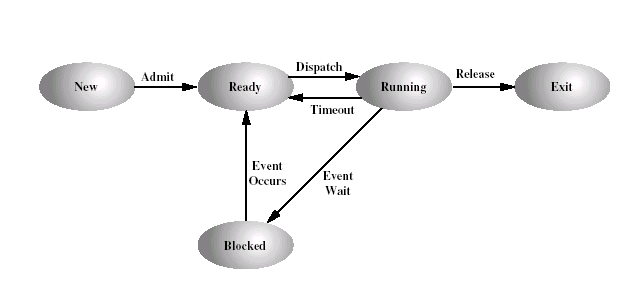 Dispatch
Release
Admit
New
Ready
Running
Exit
Timeout
Event
Occurs
Event
Wait
Blocked